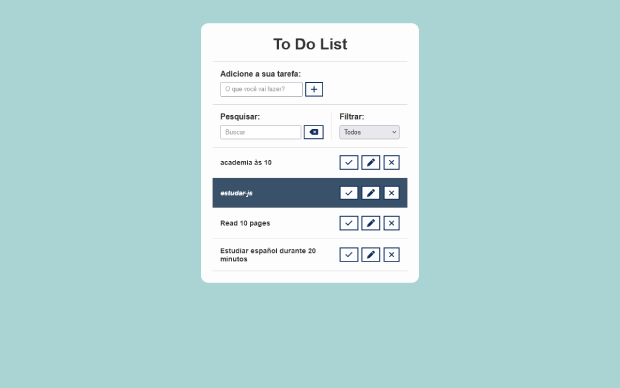 To Do List
Adicione a sua tarefa:
O que você vai fazer?
Pesquisar:
Filtrar:
Buscar
Todos
academia às 10
estudar js
Read 10 pages
Estudiar español durante 20
minutos